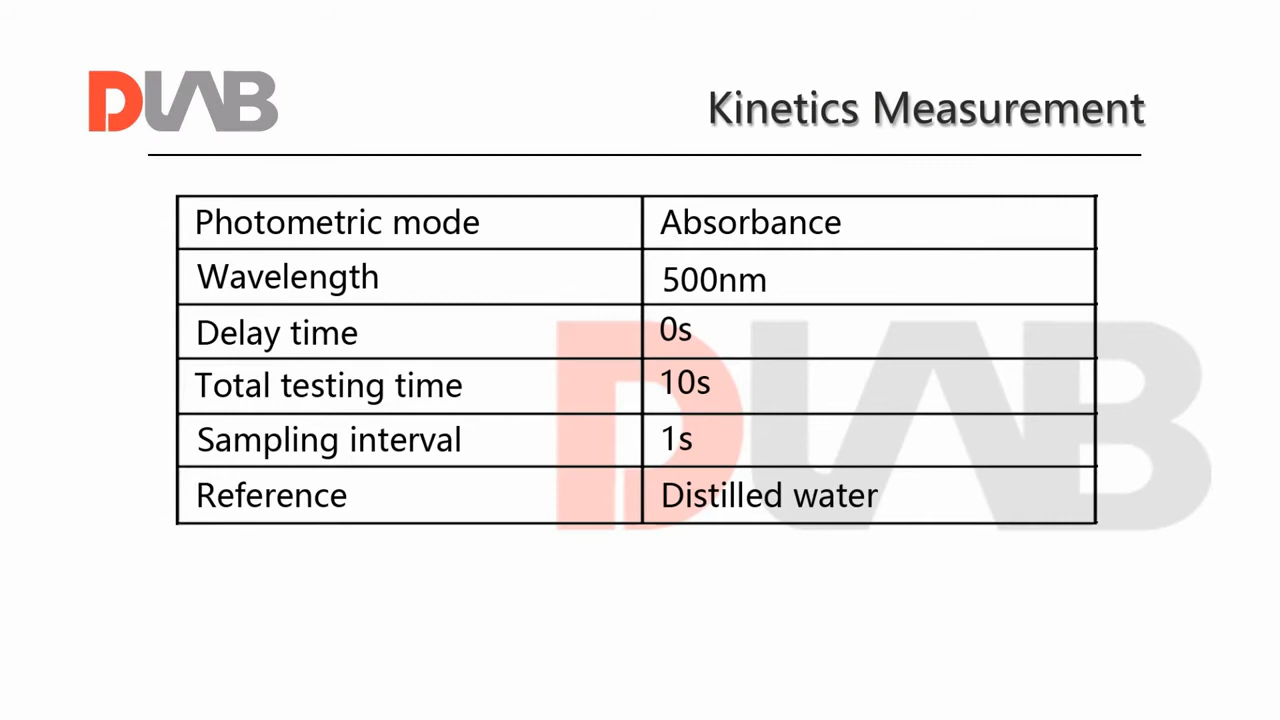 DLAB
Kinetics Measurement
Photometric mode Absorbance
Wavelength 500nm
Delay time 0s
Total testing time 10s
Sampling interval 1s
Reference Distilled water
DLAB